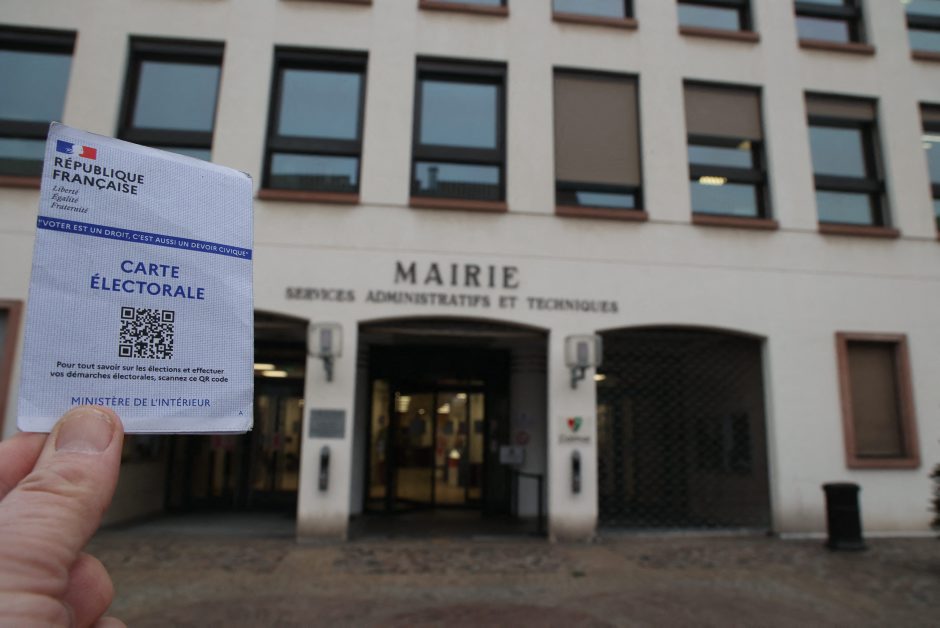 RÉPUBLIQUE
FRANÇAISE
Liberté
Égalité
Fraternité
"VOTER EST UN DROIT, C'EST AUSSI UN DEVOIR CIVIQUE"
CARTE
ÉLECTORALE
Pour tout savoir sur les élections et effectuer
vos démarches électorales, scannez ce QR code
MINISTÈRE DE L'INTÉRIEUR
A
MAIRIE
SERVICES ADMINISTRATIFS ET TECHNIQUES
Colmar